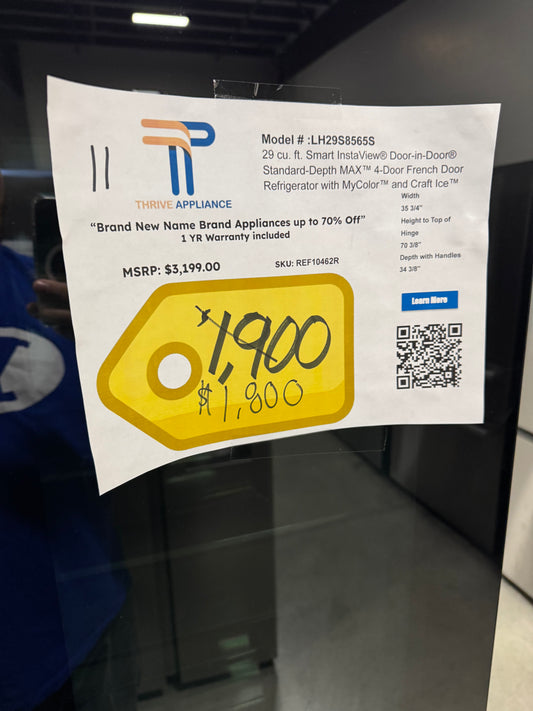 11
THRIVE APPLIANCE
Model # :LH29S8565S
29 cu. ft. Smart InstaView® Door-in-Door®
Standard-Depth MAX™ 4-Door French Door
Refrigerator with MyColor™ and Craft Ice™
"Brand New Name Brand Appliances up to 70% Off"
1 YR Warranty included
Width
35 3/4"
Height to Top of
Hinge
70 3/8"
Depth with Handles
34 3/8"
MSRP: $3,199.00
SKU: REF10462R
Learn More
$1,900
$1,800